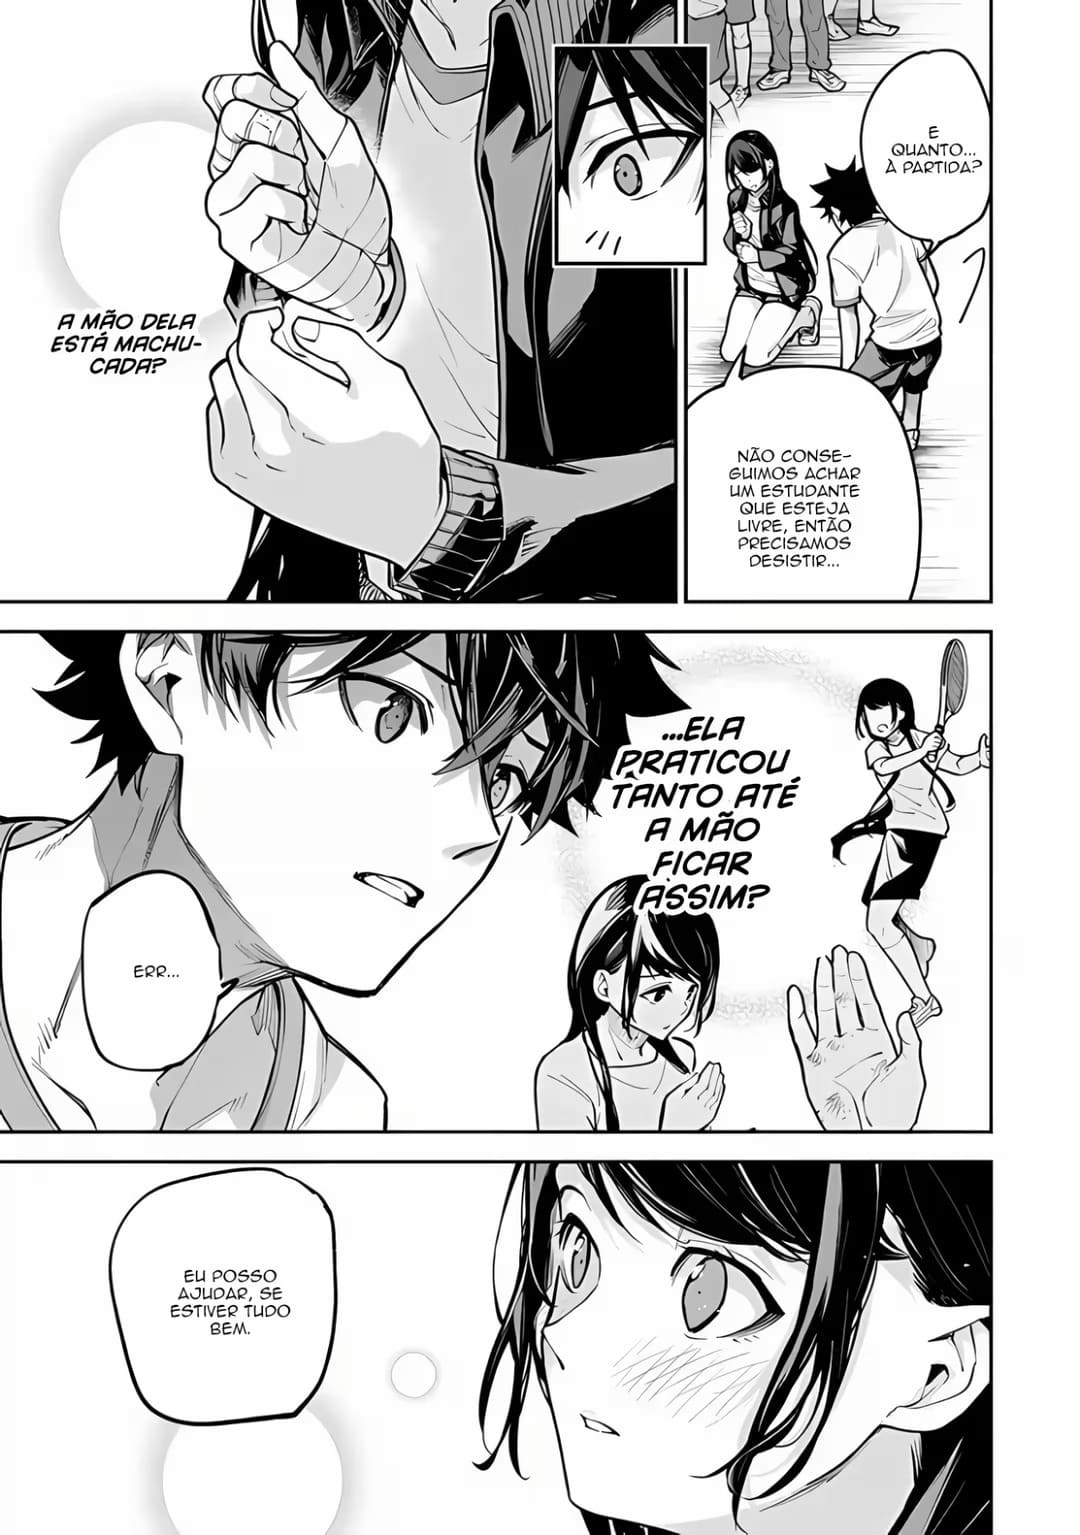 E
QUANTO...
À PARTIDA?
NÃO CONSE-
GUIMOS ACHAR
UM ESTUDANTE
QUE ESTEJA
LIVRE, ENTÃO
PRECISAMOS
DESISTIR...
A MÃO DELA
ESTÁ MACHU-
CADA?
...ELA
PRATICOU
TANTO ATÉ
A MÃO
FICAR
ASSIM?
ERR...
EU POSSO
AJUDAR, SE
ESTIVER TUDO
BEM.